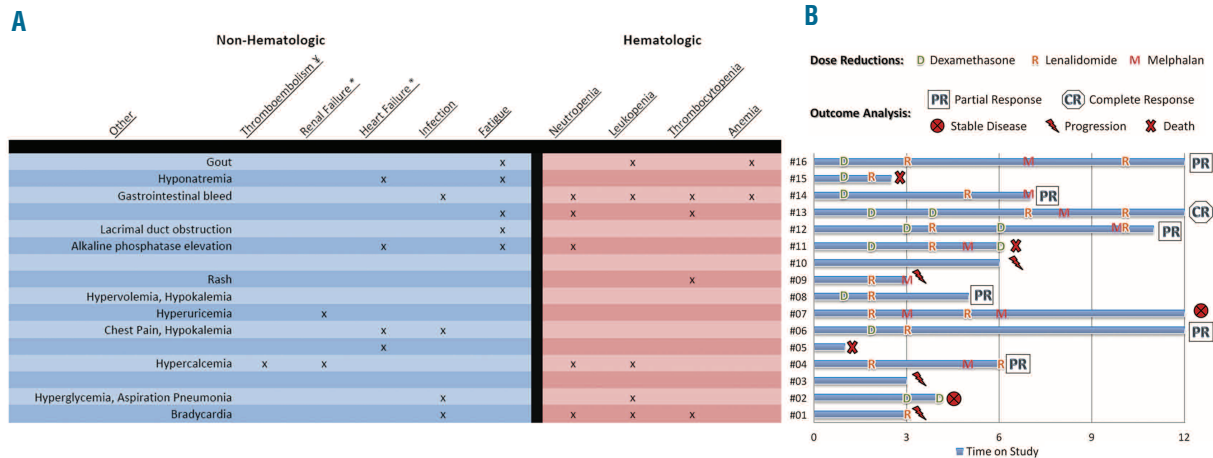 A
Non-Hematologic
Hematologic
Other
Thromboembolism ¥
Renal Failure *
Heart Failure *
Infection
Fatigue
Neutropenia
Leukopenia
Thrombocytopenia
Anemia
Gout x x x
Hyponatremia x x
Gastrointestinal bleed x x x x x
x x x
Lacrimal duct obstruction x
Alkaline phosphatase elevation x x x
Rash x
Hypervolemia, Hypokalemia
Hyperuricemia x
Chest Pain, Hypokalemia x x
x
Hypercalcemia x x x x
Hyperglycemia, Aspiration Pneumonia x x
Bradycardia x x x x
B
Dose Reductions: D Dexamethasone R Lenalidomide M Melphalan
PR Partial Response CR Complete Response
Outcome Analysis:
Stable Disease Progression Death
#16 D R M R PR
#15 D R
#14 D R M PR
#13 D D R M R CR
#12 D R D M R PR
#11 D R M D
#10
#09 R M
#08 D R PR
#07 R M R M
#06 D R PR
#05
#04 R M R PR
#03
#02 D D
#01 R
0 3 6 9 12
Time on Study